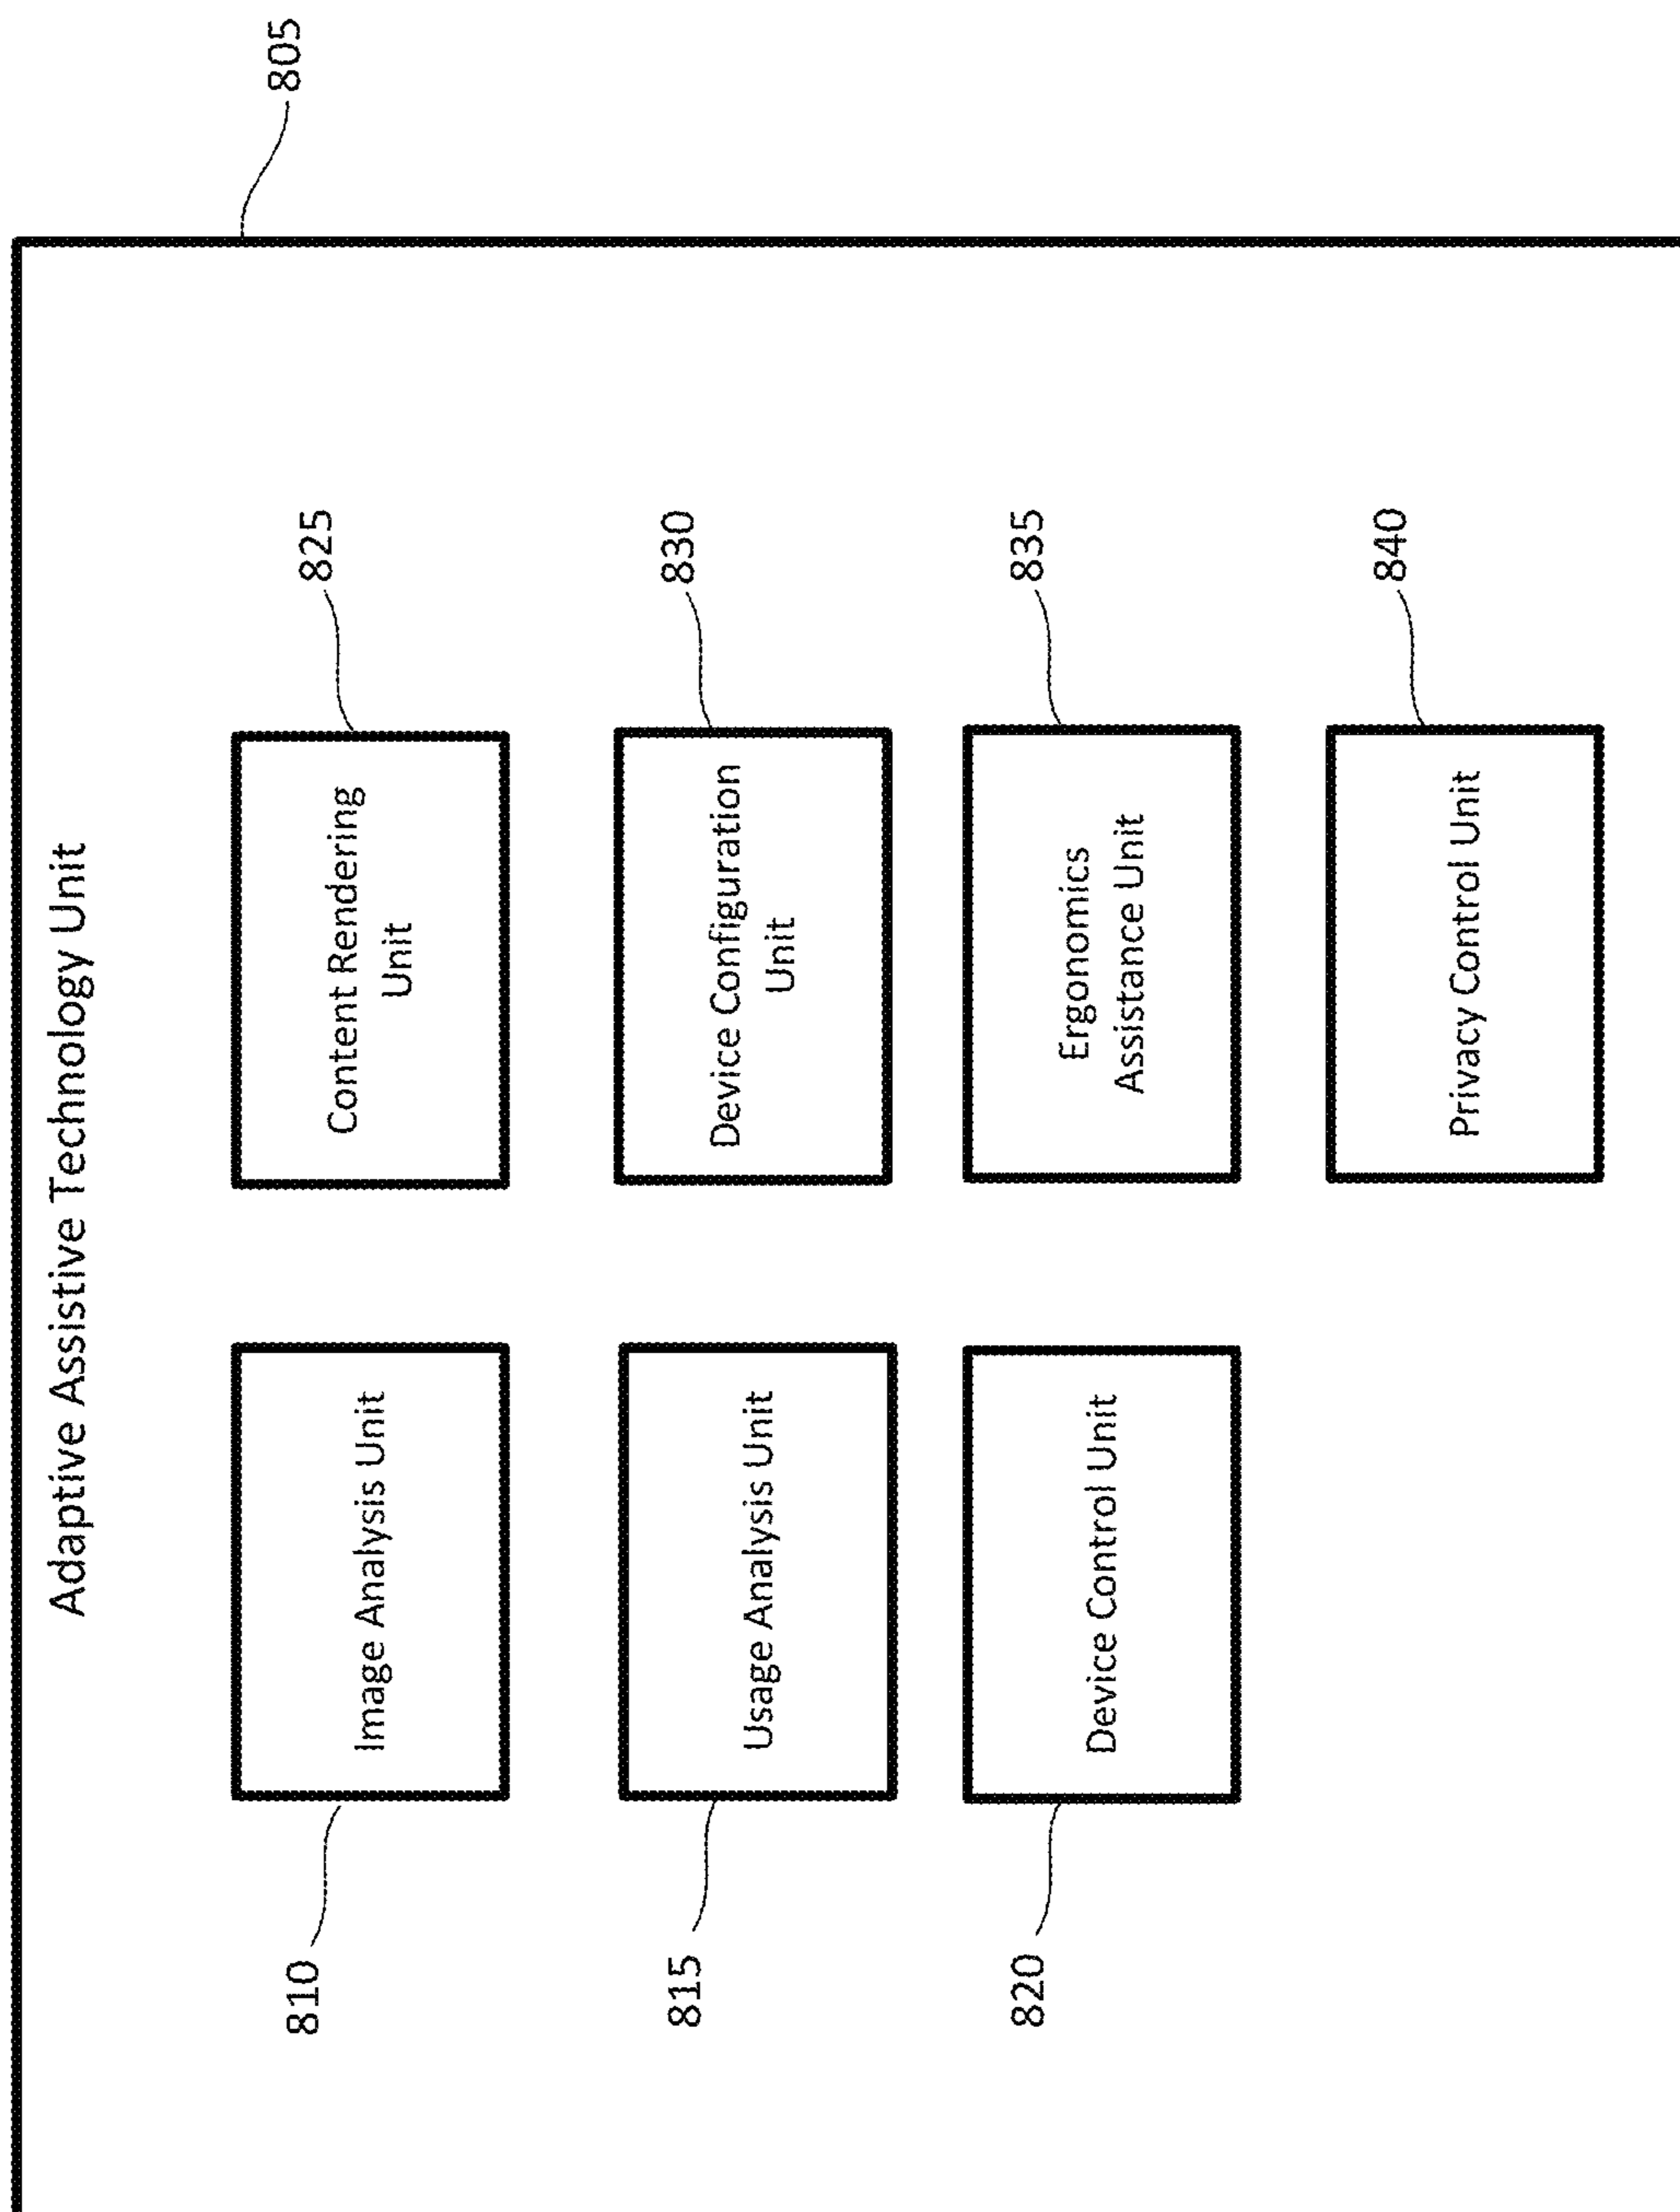 805
Adaptive Assistive Technology Unit
810
Image Analysis Unit
Content Rendering
Unit
825
815
Usage Analysis Unit
Device Configuration
Unit
830
820
Device Control Unit
Ergonomics
Assistance Unit
835
Privacy Control Unit
840